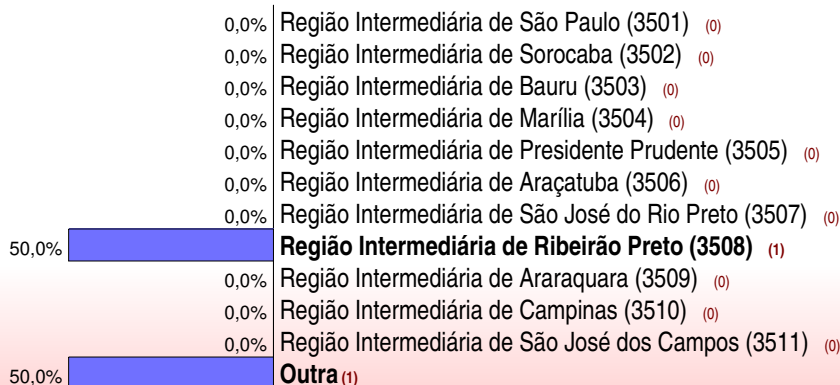 0,0% Região Intermediária de São Paulo (3501) (0)
0,0% Região Intermediária de Sorocaba (3502) (0)
0,0% Região Intermediária de Bauru (3503) (0)
0,0% Região Intermediária de Marília (3504) (0)
0,0% Região Intermediária de Presidente Prudente (3505) (0)
0,0% Região Intermediária de Araçatuba (3506) (0)
0,0% Região Intermediária de São José do Rio Preto (3507) (0)
50,0% Região Intermediária de Ribeirão Preto (3508) (1)
0,0% Região Intermediária de Araraquara (3509) (0)
0,0% Região Intermediária de Campinas (3510) (0)
0,0% Região Intermediária de São José dos Campos (3511) (0)
50,0% Outra (1)